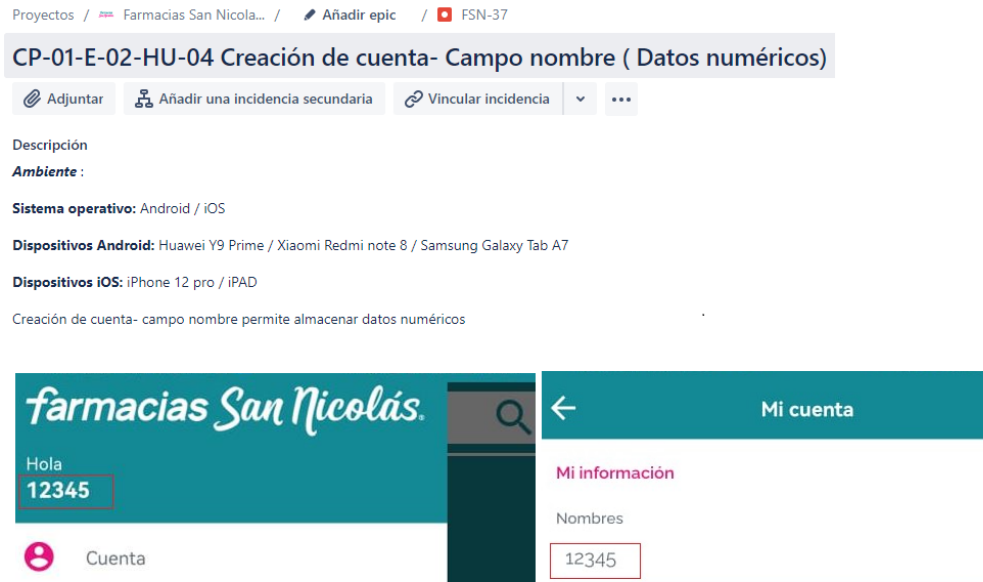 Proyectos / Farmacias San Nicola... / Añadir epic / FSN-37
CP-01-E-02-HU-04 Creación de cuenta- Campo nombre ( Datos numéricos)
Adjuntar Añadir una incidencia secundaria Vincular incidencia
Descripción
Ambiente :
Sistema operativo: Android / iOS
Dispositivos Android: Huawei Y9 Prime / Xiaomi Redmi note 8 / Samsung Galaxy Tab A7
Dispositivos iOS: iPhone 12 pro / iPAD
Creación de cuenta- campo nombre permite almacenar datos numéricos
farmacias San Nicolás.
Hola
12345
Cuenta
Mi cuenta
Mi información
Nombres
12345